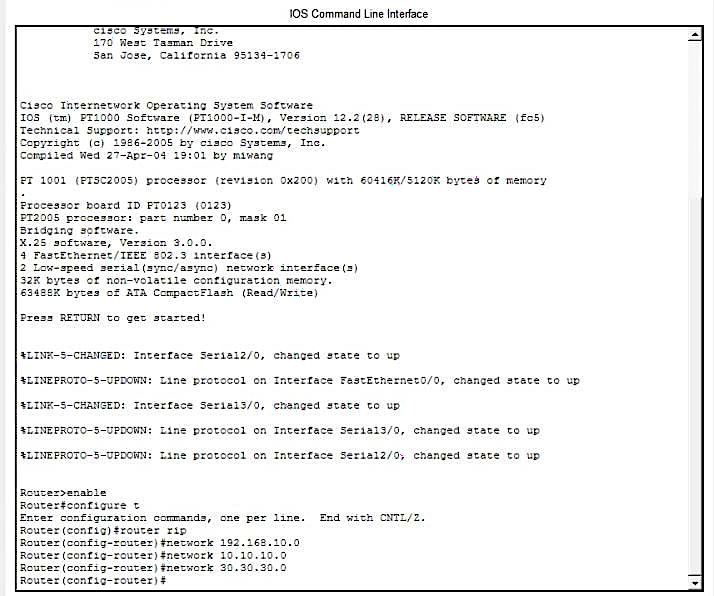 IOS Command Line Interface
cisco Systems, Inc.
170 West Tasman Drive
San Jose, California 95134-1706
Cisco Internetwork Operating System Software
IOS (tm) PT1000 Software (PT1000-I-M), Version 12.2(28), RELEASE SOFTWARE (fc5)
Technical Support: http://www.cisco.com/techsupport
Copyright (c) 1986-2005 by cisco Systems, Inc.
Compiled Wed 27-Apr-04 19:01 by miwang
PT 1001 (PTSC2005) processor (revision 0x200) with 60416K/5120K bytes of memory
.
Processor board ID PT0123 (0123)
PT2005 processor: part number 0, mask 01
Bridging software.
X.25 software, Version 3.0.0.
4 FastEthernet/IEEE 802.3 interface(s)
2 Low-speed serial(sync/async) network interface(s)
32K bytes of non-volatile configuration memory.
63488K bytes of ATA CompactFlash (Read/Write)
Press RETURN to get started!
%LINK-5-CHANGED: Interface Serial2/0, changed state to up
%LINEPROTO-5-UPDOWN: Line protocol on Interface FastEthernet0/0, changed state to up
%LINK-5-CHANGED: Interface Serial3/0, changed state to up
%LINEPROTO-5-UPDOWN: Line protocol on Interface Serial3/0, changed state to up
%LINEPROTO-5-UPDOWN: Line protocol on Interface Serial2/0, changed state to up
Router>enable
Router#configure t
Enter configuration commands, one per line.  End with CNTL/Z.
Router(config)#router rip
Router(config-router)#network 192.168.10.0
Router(config-router)#network 10.10.10.0
Router(config-router)#network 30.30.30.0
Router(config-router)#